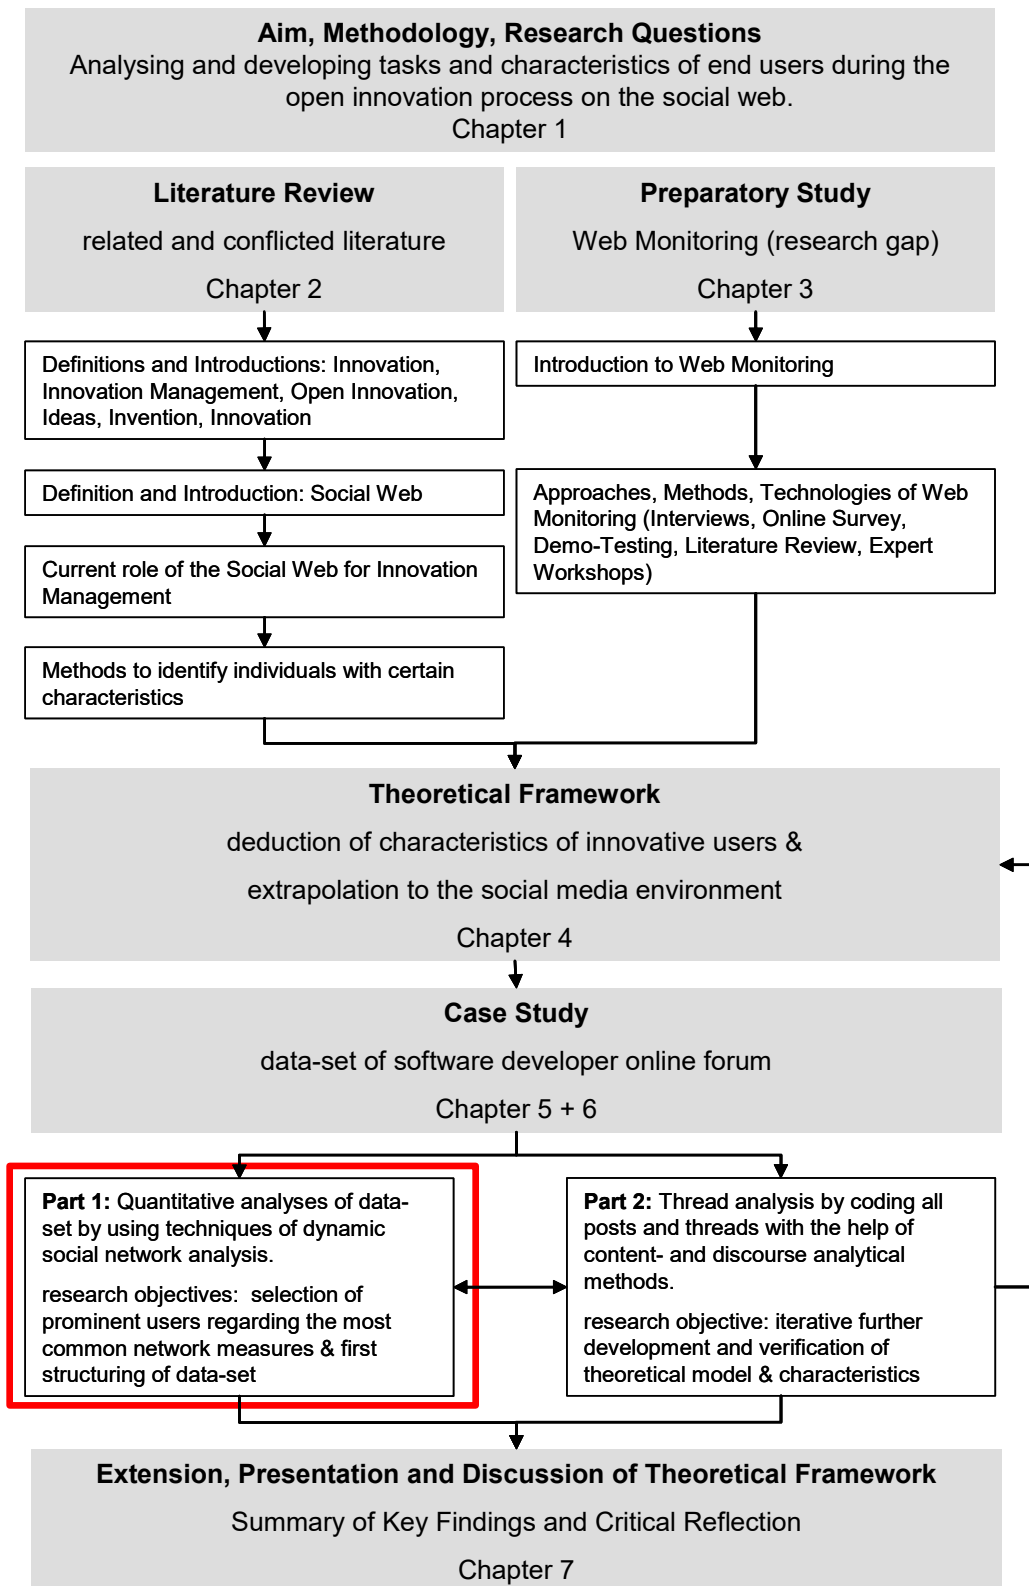 Aim, Methodology, Research Questions
Analysing and developing tasks and characteristics of end users during the
open innovation process on the social web.
Chapter 1
Literature Review
related and conflicted literature
Chapter 2
Preparatory Study
Web Monitoring (research gap)
Chapter 3
Definitions and Introductions: Innovation,
Innovation Management, Open Innovation,
Ideas, Invention, Innovation
Definition and Introduction: Social Web
Current role of the Social Web for Innovation
Management
Methods to identify individuals with certain
characteristics
Introduction to Web Monitoring
Approaches, Methods, Technologies of Web
Monitoring (Interviews, Online Survey,
Demo-Testing, Literature Review, Expert
Workshops)
Theoretical Framework
deduction of characteristics of innovative users &
extrapolation to the social media environment
Chapter 4
Case Study
data-set of software developer online forum
Chapter 5 + 6
Part 1: Quantitative analyses of data-
set by using techniques of dynamic
social network analysis.
research objectives:  selection of
prominent users regarding the most
common network measures & first
structuring of data-set
Part 2: Thread analysis by coding all
posts and threads with the help of
content- and discourse analytical
methods.
research objective: iterative further
development and verification of
theoretical model & characteristics
Extension, Presentation and Discussion of Theoretical Framework
Summary of Key Findings and Critical Reflection
Chapter 7